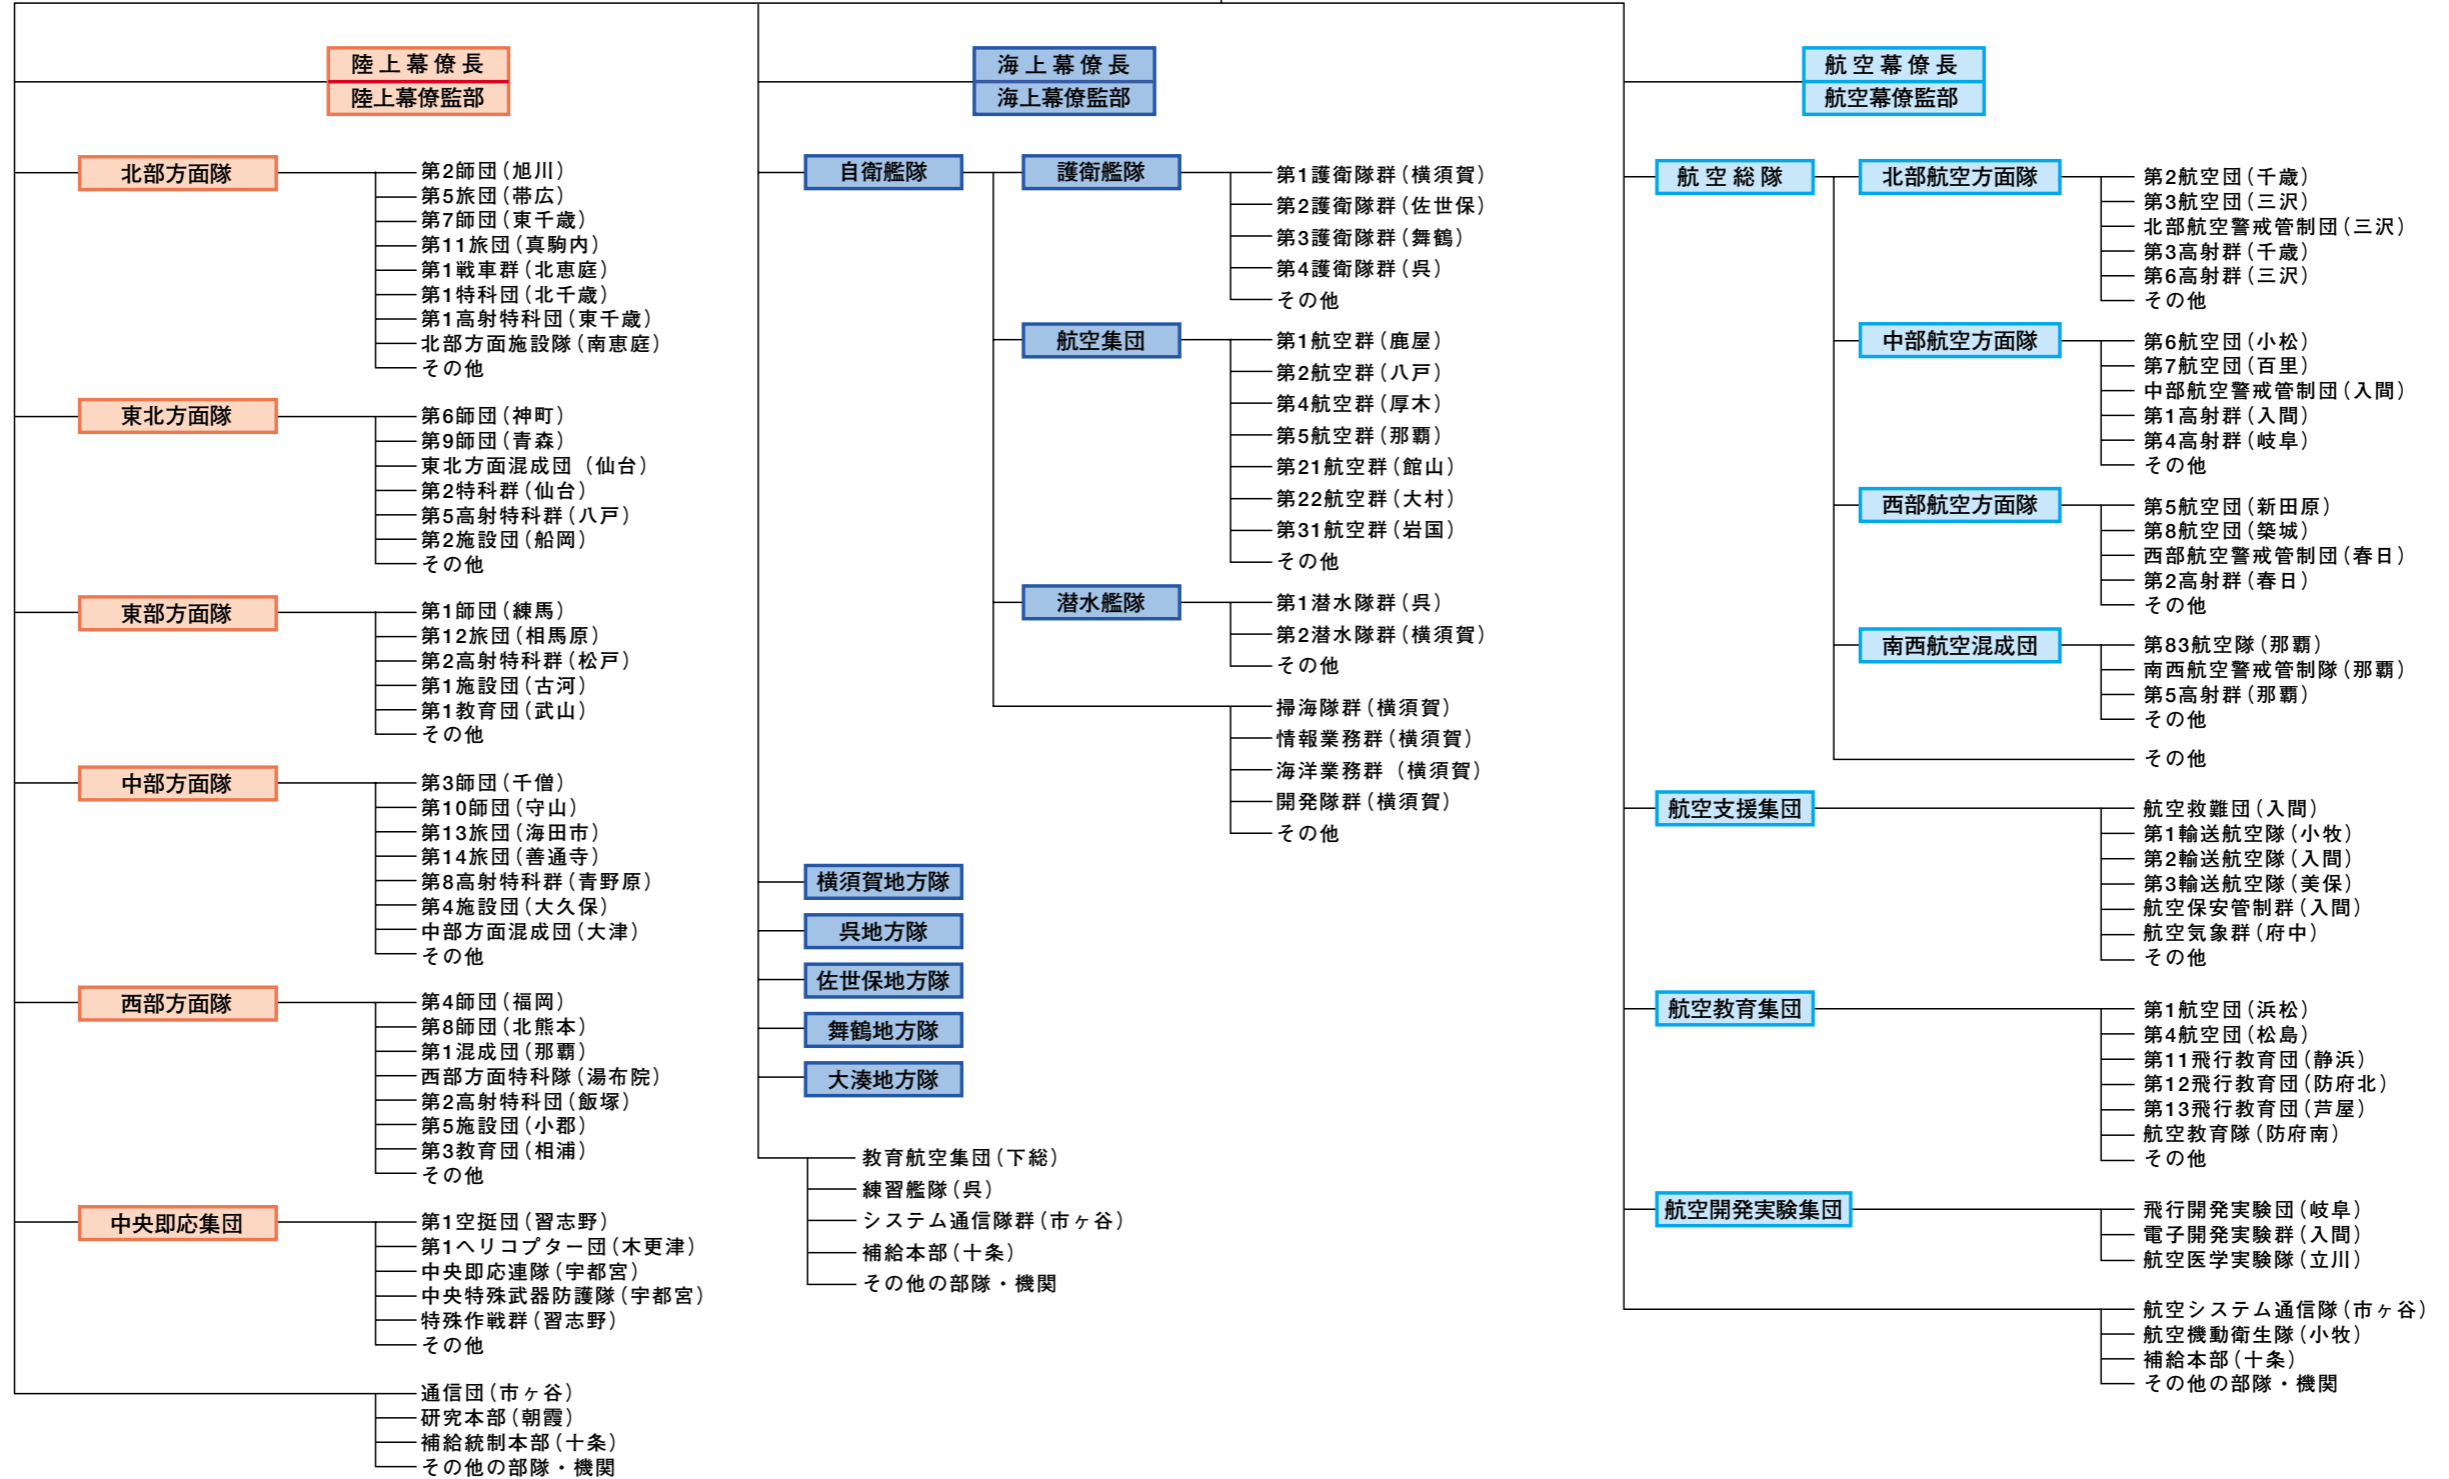 陸上幕僚長
陸上幕僚監部
北部方面隊
第2師団(旭川)
第5旅団(帯広)
第7師団(東千歳)
第11旅団(真駒内)
第1戦車群(北恵庭)
第1特科団(北千歳)
第1高射特科団(東千歳)
北部方面施設隊(南恵庭)
その他
東北方面隊
第6師団(神町)
第9師団(青森)
東北方面混成団(仙台)
第2特科群(仙台)
第5高射特科群(八戸)
第2施設団(船岡)
その他
東部方面隊
第1師団(練馬)
第12旅団(相馬原)
第2高射特科群(松戸)
第1施設団(古河)
第1教育団(武山)
その他
中部方面隊
第3師団(千僧)
第10師団(守山)
第13旅団(海田市)
第14旅団(善通寺)
第8高射特科群(青野原)
第4施設団(大久保)
中部方面混成団(大津)
その他
西部方面隊
第4師団(福岡)
第8師団(北熊本)
第1混成団(那覇)
西部方面特科隊(湯布院)
第2高射特科団(飯塚)
第5施設団(小郡)
第3教育団(相浦)
その他
中央即応集団
第1空挺団(習志野)
第1ヘリコプター団(木更津)
中央即応連隊(宇都宮)
中央特殊武器防護隊(宇都宮)
特殊作戦群(習志野)
その他
通信団(市ヶ谷)
研究本部(朝霞)
補給統制本部(十条)
その他の部隊・機関
海上幕僚長
海上幕僚監部
自衛艦隊
護衛艦隊
第1護衛隊群(横須賀)
第2護衛隊群(佐世保)
第3護衛隊群(舞鶴)
第4護衛隊群(呉)
その他
航空集団
第1航空群(鹿屋)
第2航空群(八戸)
第4航空群(厚木)
第5航空群(那覇)
第21航空群(館山)
第22航空群(大村)
第31航空群(岩国)
その他
潜水艦隊
第1潜水隊群(呉)
第2潜水隊群(横須賀)
その他
掃海隊群(横須賀)
情報業務群(横須賀)
海洋業務群(横須賀)
開発隊群(横須賀)
その他
横須賀地方隊
呉地方隊
佐世保地方隊
舞鶴地方隊
大湊地方隊
教育航空集団(下総)
練習艦隊(呉)
システム通信隊群(市ヶ谷)
補給本部(十条)
その他の部隊・機関
航空幕僚長
航空幕僚監部
航空総隊
北部航空方面隊
第2航空団(千歳)
第3航空団(三沢)
北部航空警戒管制団(三沢)
第3高射群(千歳)
第6高射群(三沢)
その他
中部航空方面隊
第6航空団(小松)
第7航空団(百里)
中部航空警戒管制団(入間)
第1高射群(入間)
第4高射群(岐阜)
その他
西部航空方面隊
第5航空団(新田原)
第8航空団(築城)
西部航空警戒管制団(春日)
第2高射群(春日)
その他
南西航空混成団
第83航空隊(那覇)
南西航空警戒管制隊(那覇)
第5高射群(那覇)
その他
その他
航空支援集団
航空救難団(入間)
第1輸送航空隊(小牧)
第2輸送航空隊(入間)
第3輸送航空隊(美保)
航空保安管制群(入間)
航空気象群(府中)
その他
航空教育集団
第1航空団(浜松)
第4航空団(松島)
第11飛行教育団(静浜)
第12飛行教育団(防府北)
第13飛行教育団(芦屋)
航空教育隊(防府南)
その他
航空開発実験集団
飛行開発実験団(岐阜)
電子開発実験群(入間)
航空医学実験隊(立川)
航空システム通信隊(市ヶ谷)
航空機動衛生隊(小牧)
補給本部(十条)
その他の部隊・機関